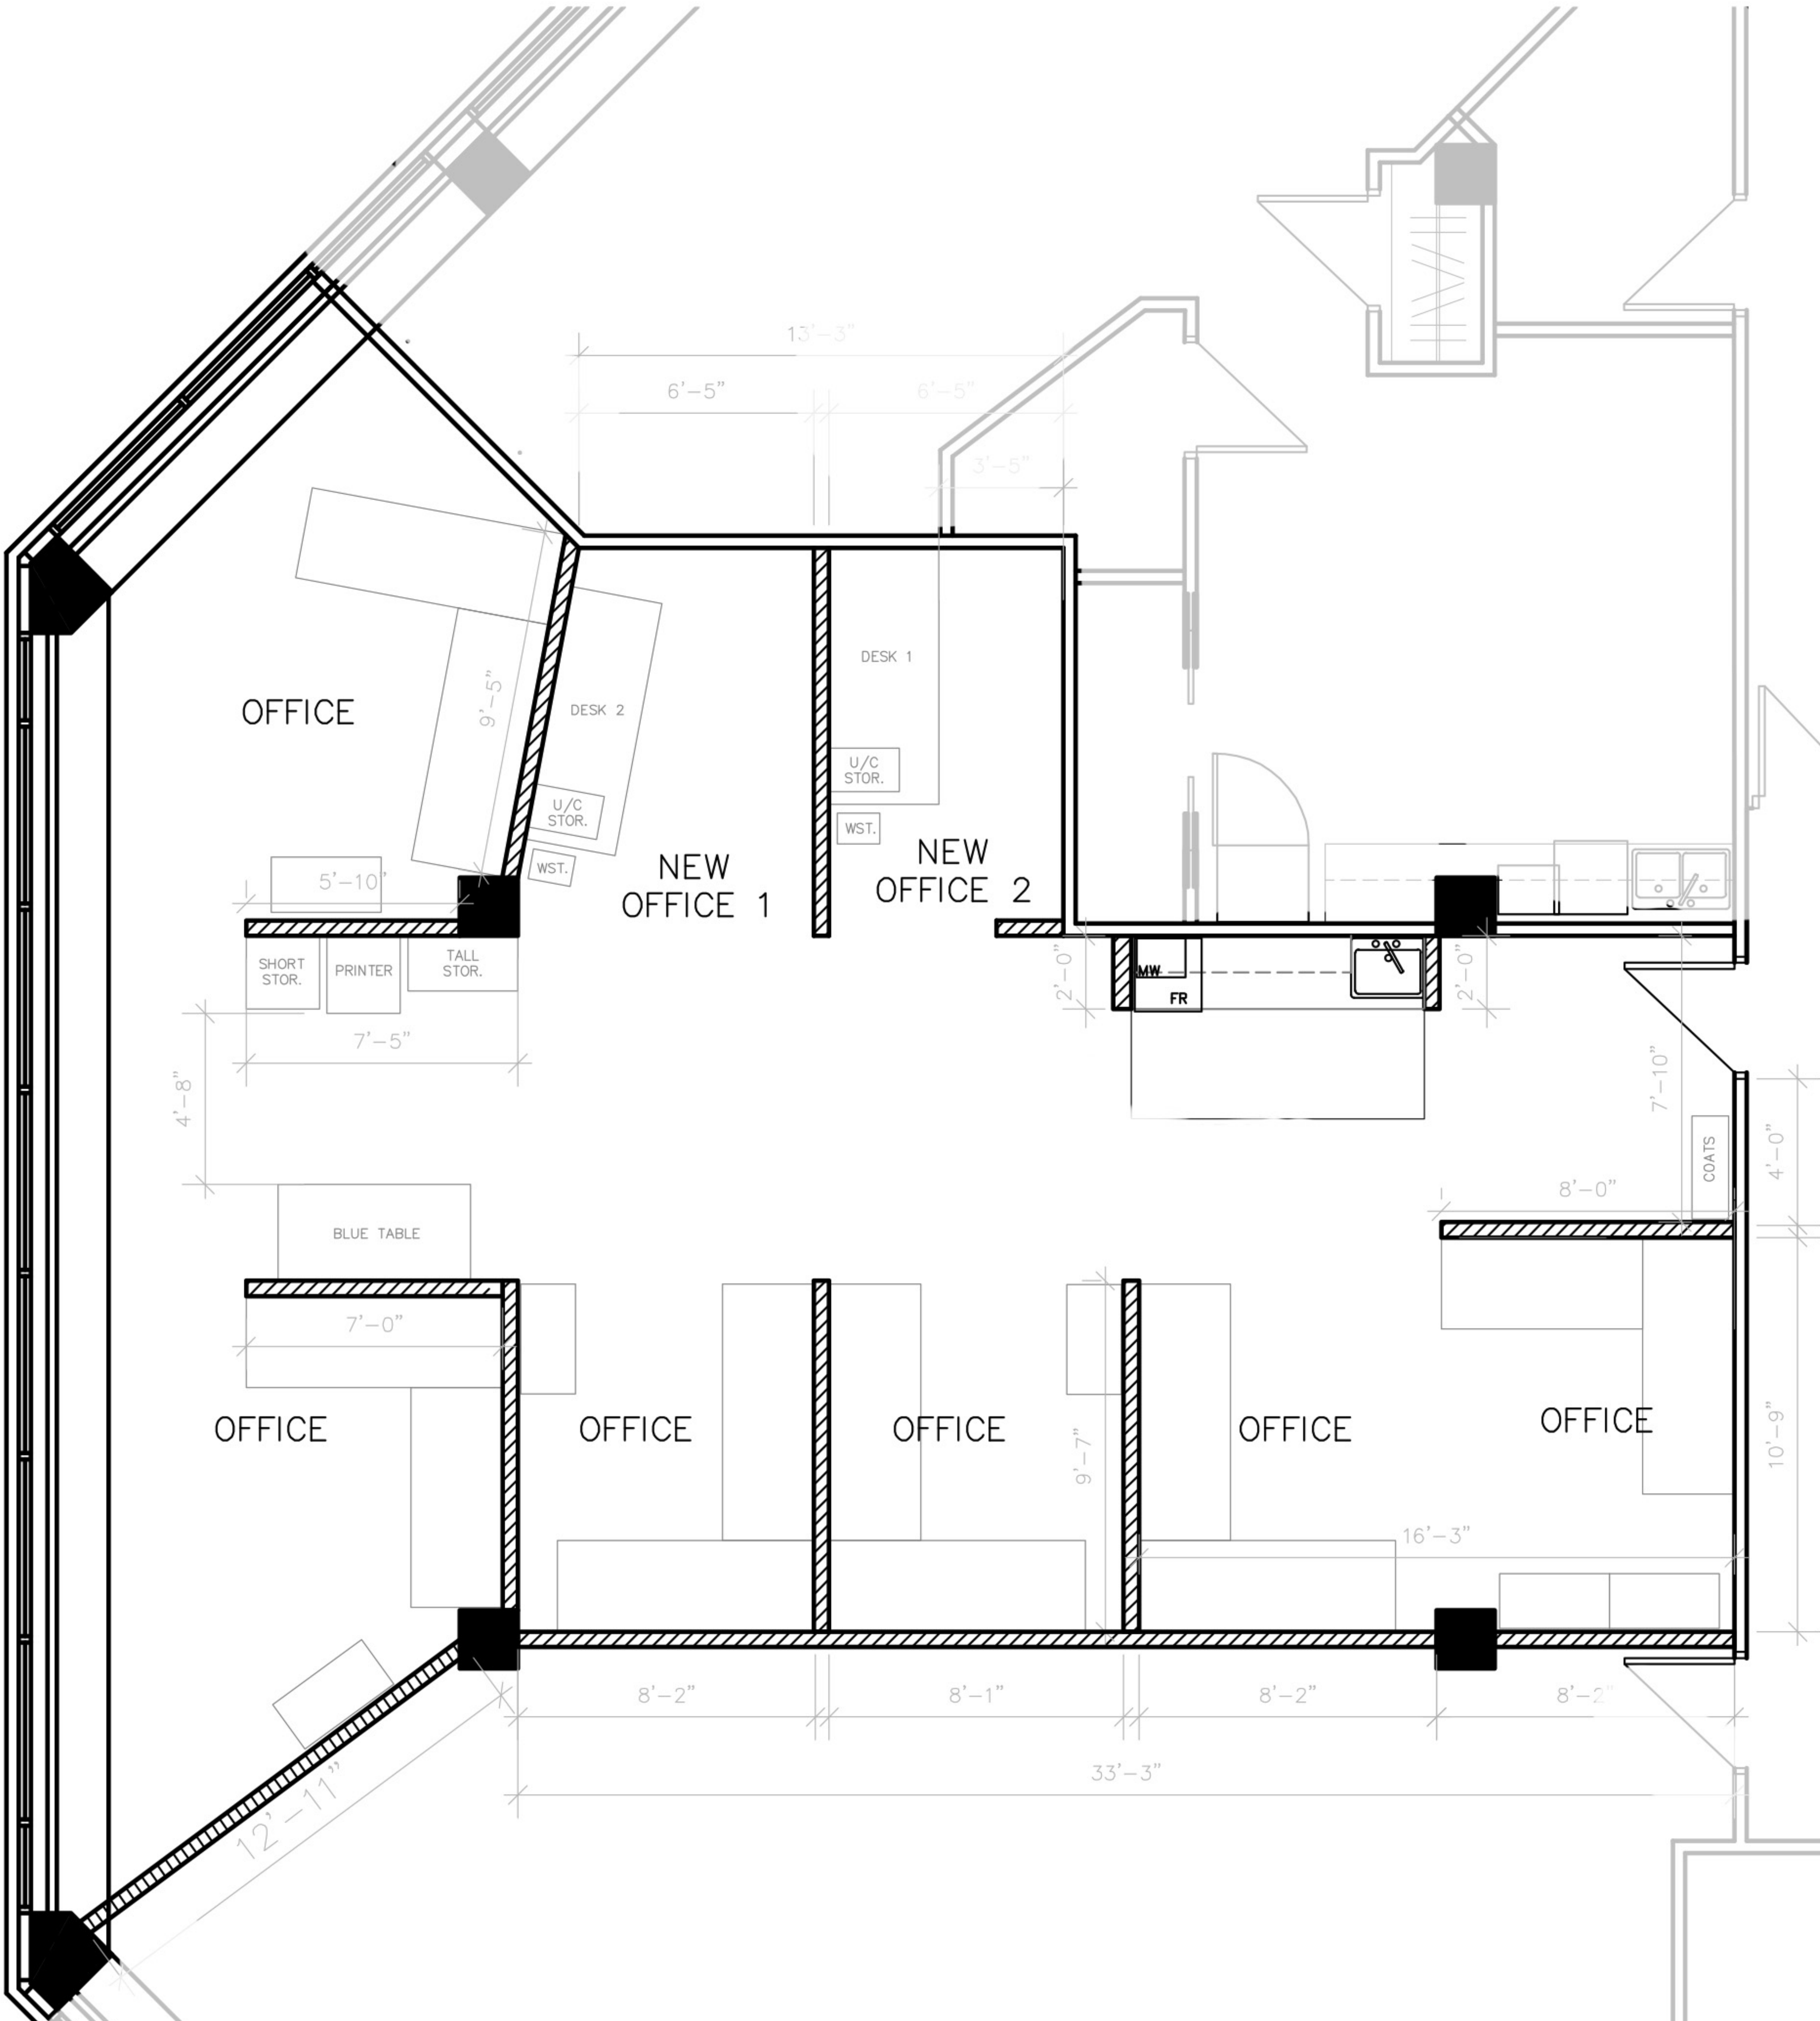 13'-3"
6'-5"
6'-5"
3'-5"
DESK 1
OFFICE
9'-5"
DESK 2
U/C
STOR.
U/C
STOR.
WST.
WST.
NEW
OFFICE 1
NEW
OFFICE 2
5'-10"
SHORT
STOR.
PRINTER
TALL
STOR.
MW
FR
2'-0"
2'-0"
7'-5"
4'-8"
7'-10"
COATS
4'-0"
8'-0"
BLUE TABLE
7'-0"
OFFICE
OFFICE
OFFICE
9'-7"
OFFICE
OFFICE
10'-9"
16'-3"
8'-2"
8'-1"
8'-2"
8'-2"
33'-3"
12'-11"